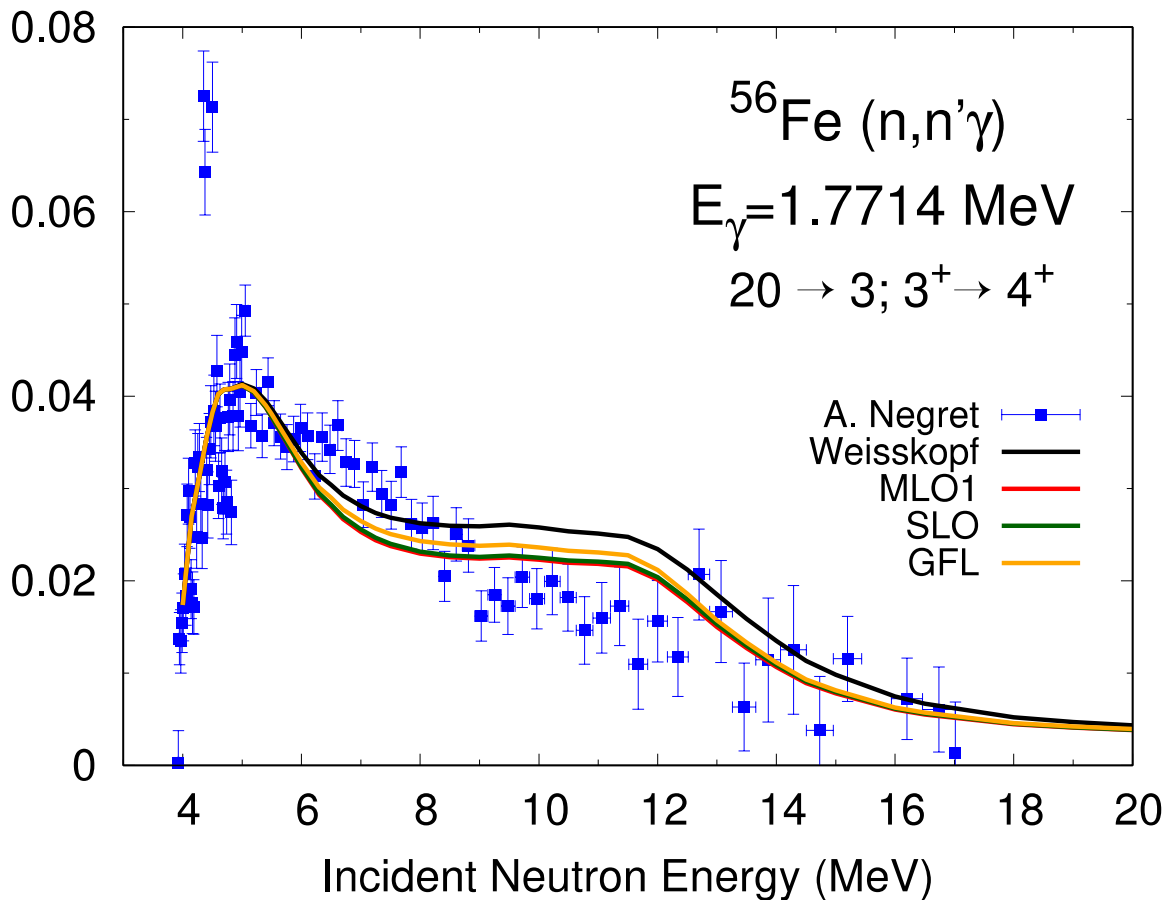 0.08
0.06
0.04
0.02
0
⁵⁶Fe (n,n'γ)
E_γ=1.7714 MeV
20 → 3; 3⁺→ 4⁺
A. Negret
Weisskopf
MLO1
SLO
GFL
4 6 8 10 12 14 16 18 20
Incident Neutron Energy (MeV)